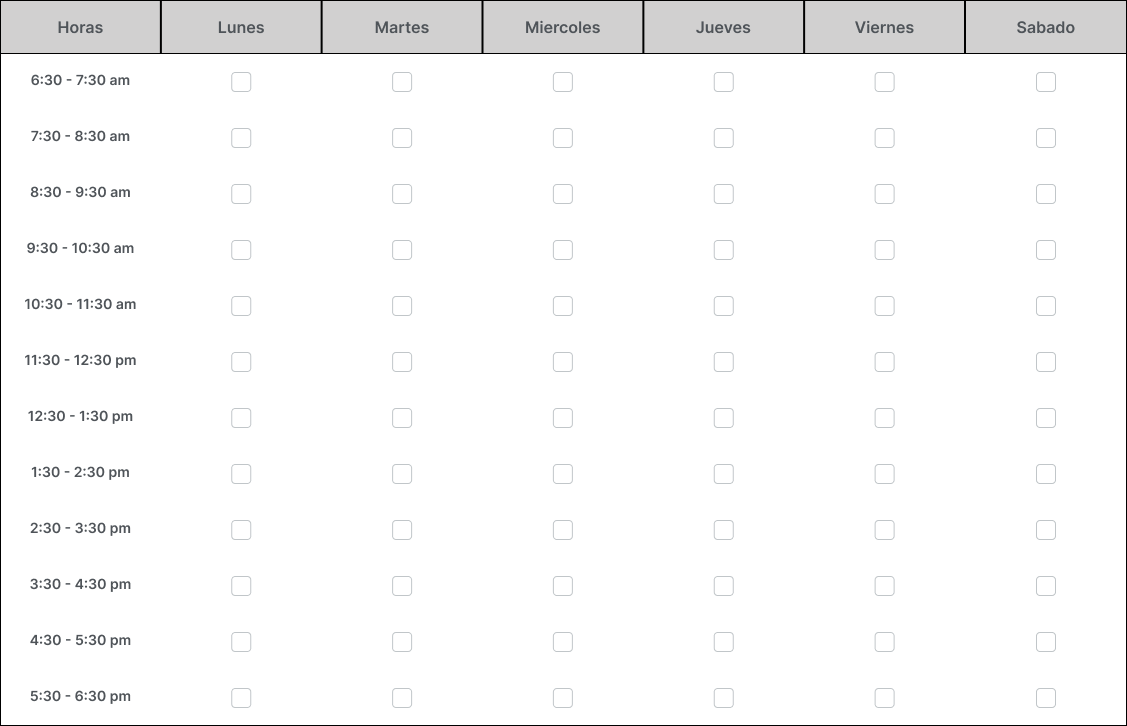 Horas Lunes Martes Miercoles Jueves Viernes Sabado
6:30 - 7:30 am
7:30 - 8:30 am
8:30 - 9:30 am
9:30 - 10:30 am
10:30 - 11:30 am
11:30 - 12:30 pm
12:30 - 1:30 pm
1:30 - 2:30 pm
2:30 - 3:30 pm
3:30 - 4:30 pm
4:30 - 5:30 pm
5:30 - 6:30 pm